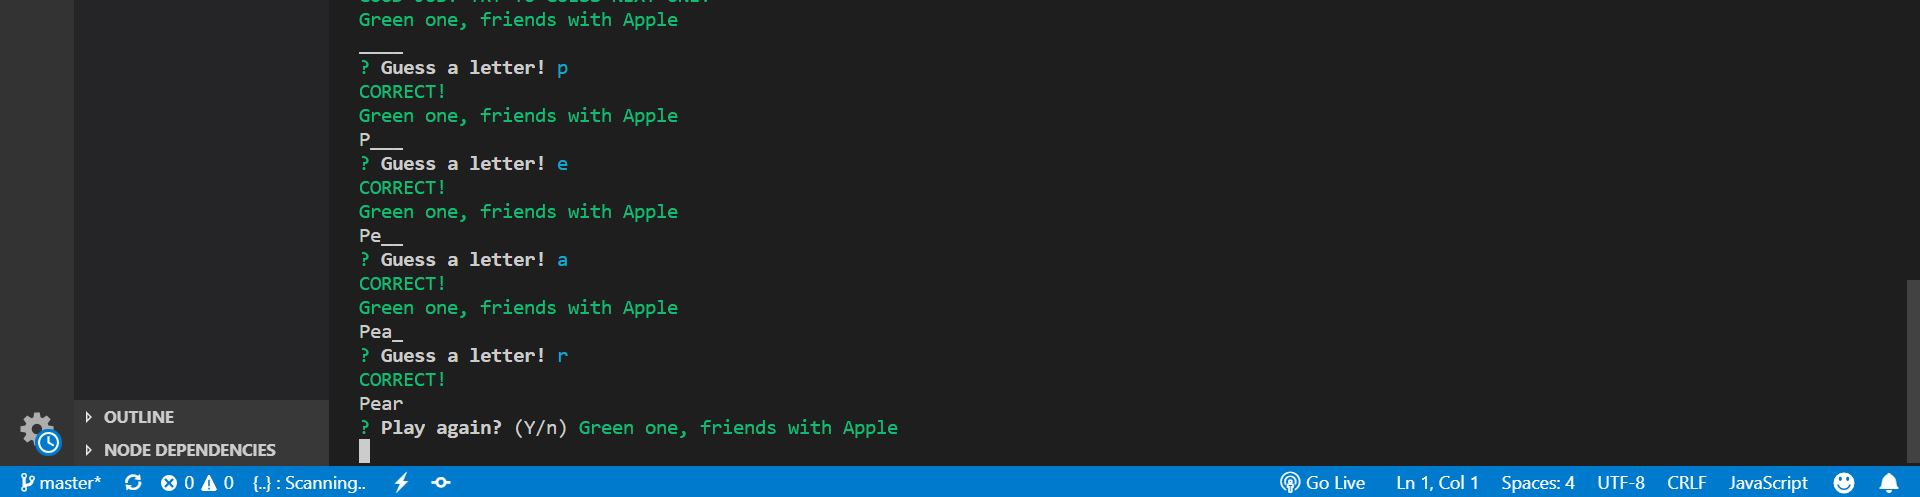 Green one, friends with Apple
____
? Guess a letter! p
CORRECT!
Green one, friends with Apple
P___
? Guess a letter! e
CORRECT!
Green one, friends with Apple
Pe__
? Guess a letter! a
CORRECT!
Green one, friends with Apple
Pea_
? Guess a letter! r
CORRECT!
Pear
? Play again? (Y/n) Green one, friends with Apple
OUTLINE
NODE DEPENDENCIES
master* 0 0 {..} : Scanning.. Go Live Ln 1, Col 1 Spaces: 4 UTF-8 CRLF JavaScript